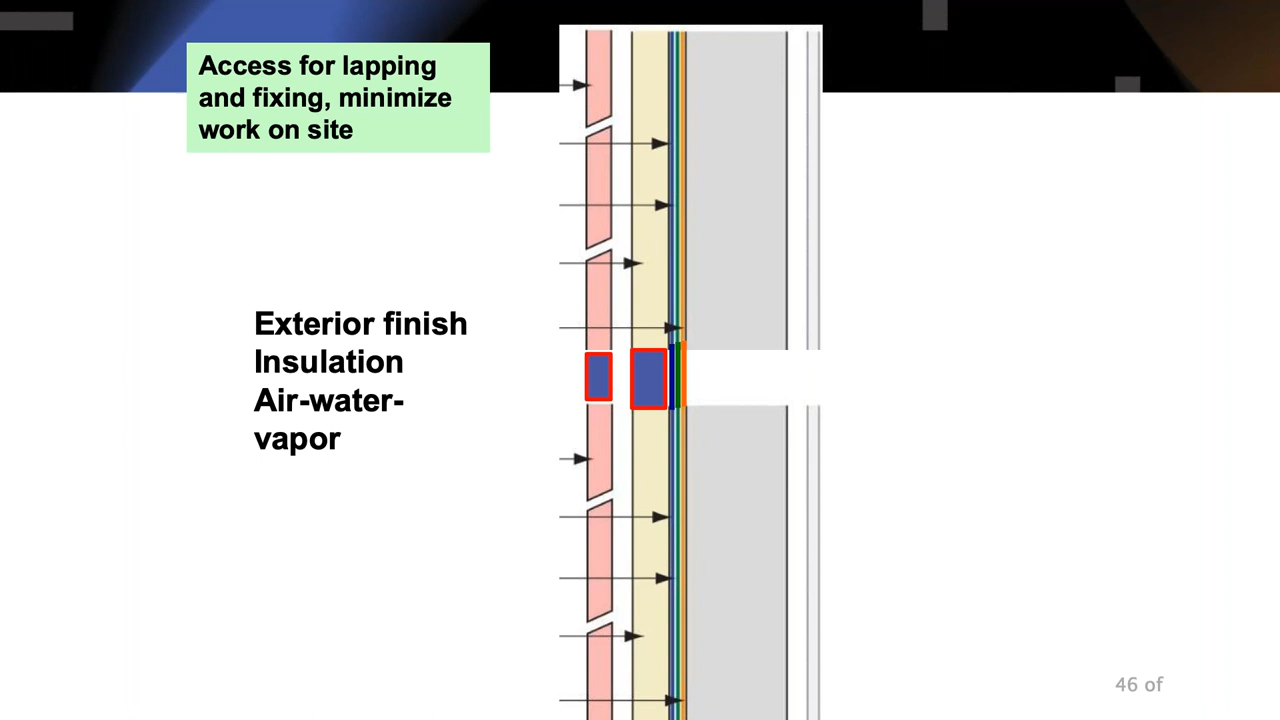 Access for lapping
and fixing, minimize
work on site
Exterior finish
Insulation
Air-water-
vapor
46 of